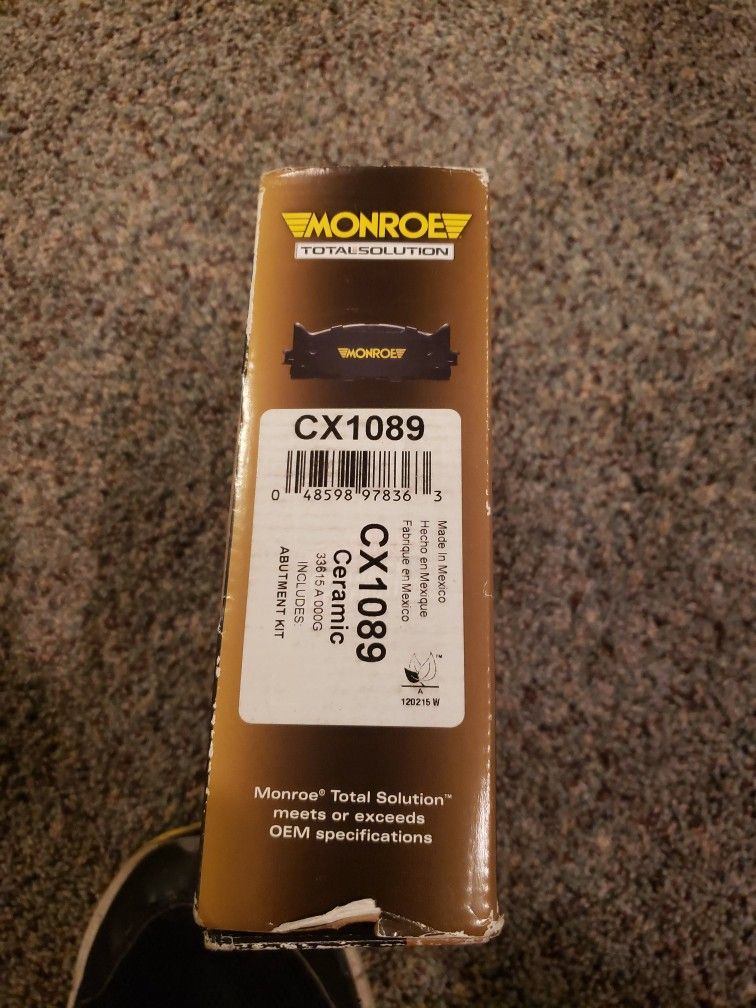 MONROE
TOTALSOLUTION
MONROE
CX1089
0 48598 97836 3
Made In Mexico
Hecho en Mexique
Fabrique en Mexico
CX1089
Ceramic
33615 A 000G
INCLUDES:
ABUTMENT KIT
TM
A
120215 W
Monroe® Total Solution™
meets or exceeds
OEM specifications